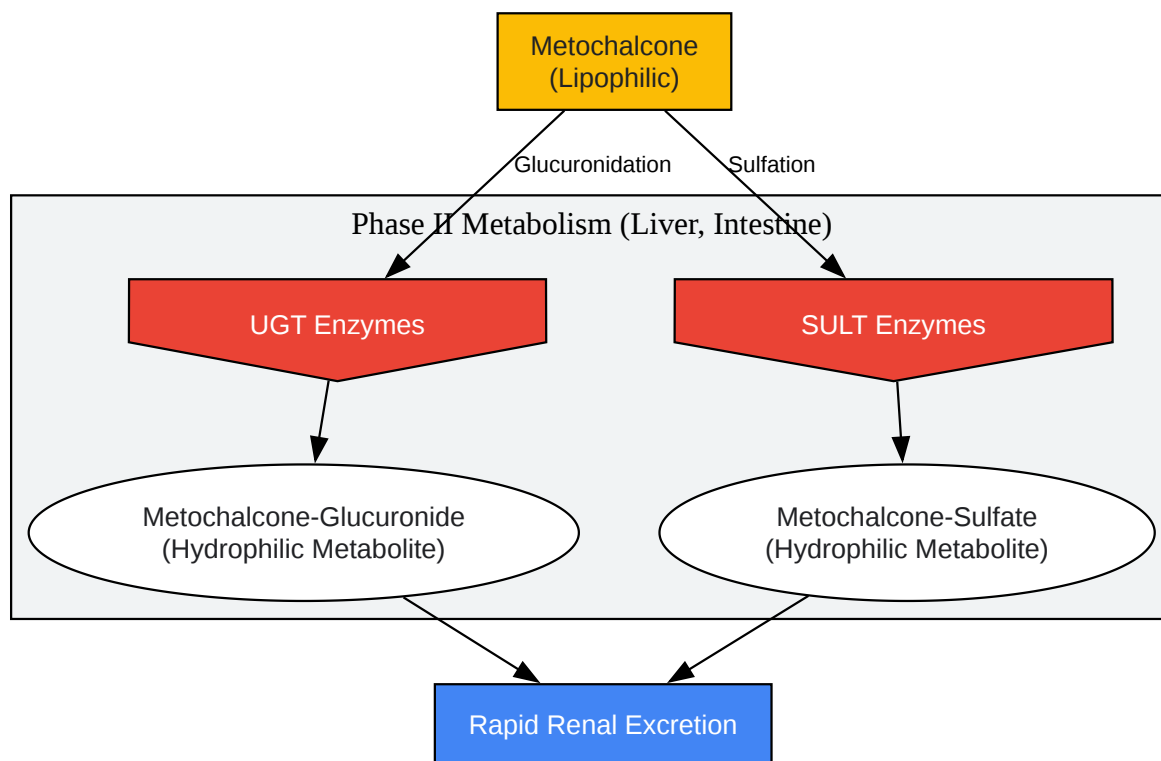 Metochalcone
(Lipophilic)
Glucuronidation
Sulfation
Phase II Metabolism (Liver, Intestine)
UGT Enzymes
SULT Enzymes
Metochalcone-Glucuronide
(Hydrophilic Metabolite)
Metochalcone-Sulfate
(Hydrophilic Metabolite)
Rapid Renal Excretion